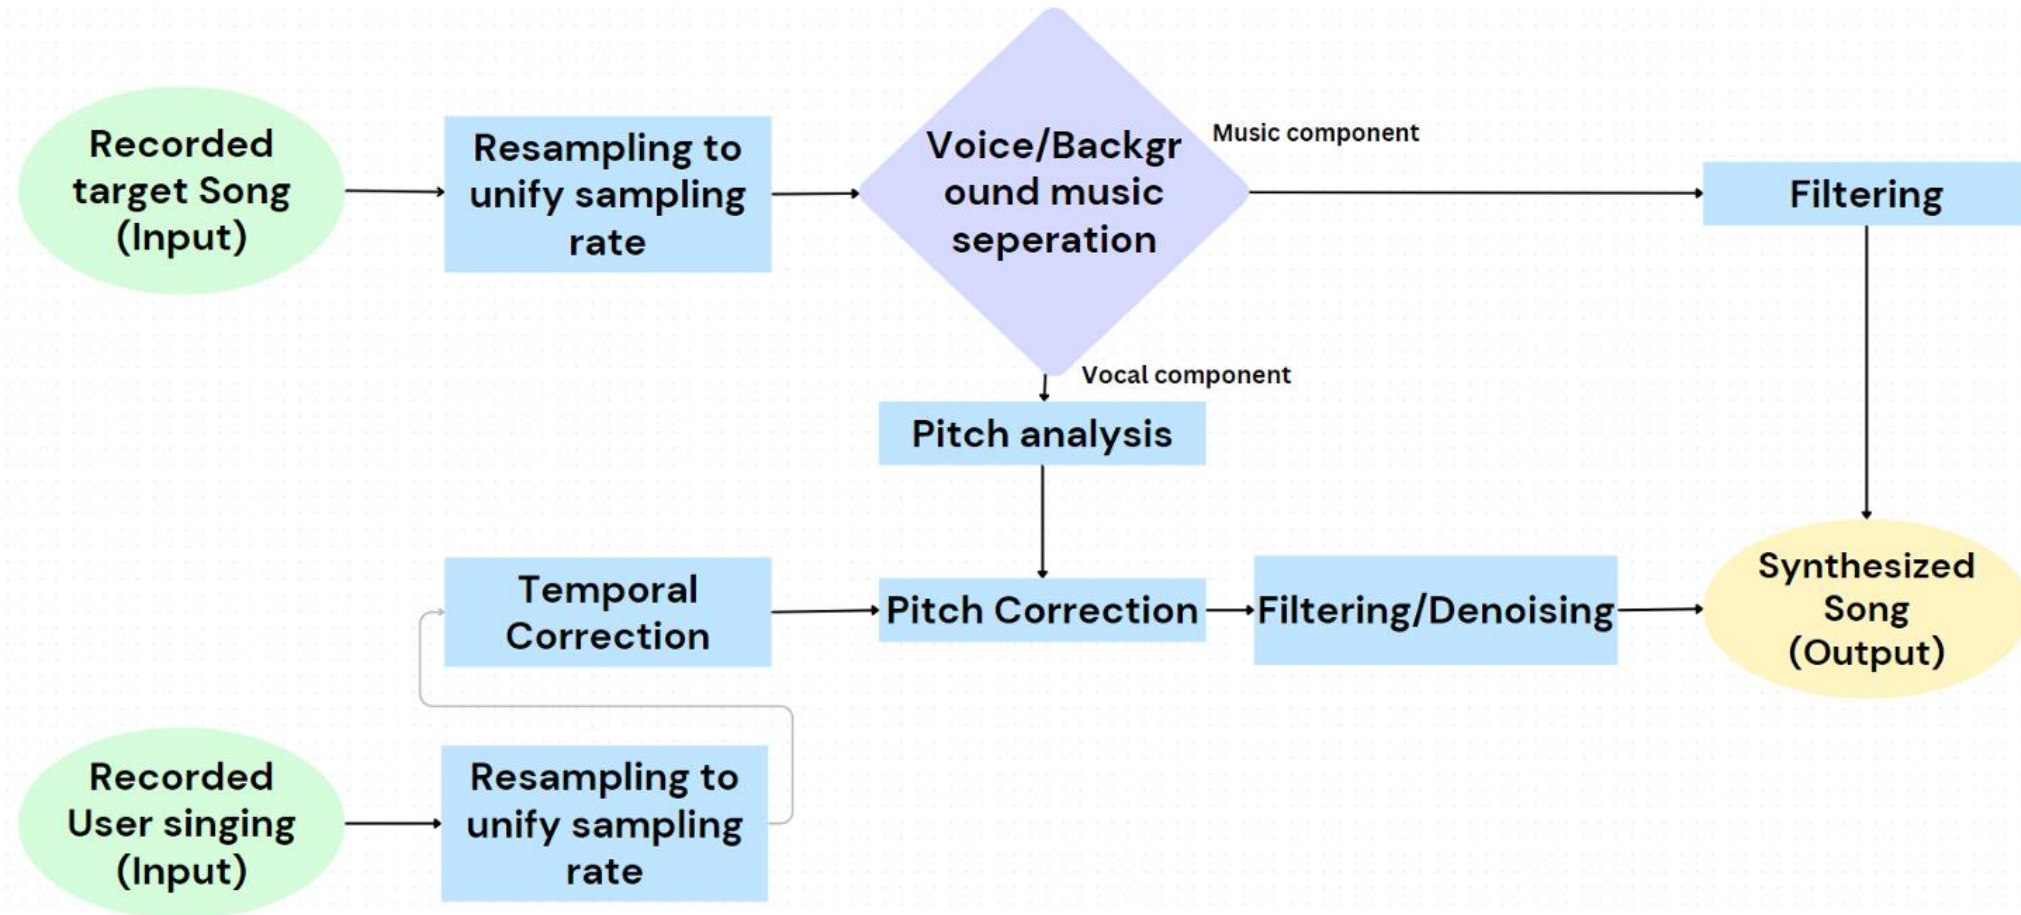 Recorded
target Song
(Input)
Resampling to
unify sampling
rate
Voice/Backgr
ound music
seperation
Music component
Filtering
Vocal component
Pitch analysis
Temporal
Correction
Pitch Correction
Filtering/Denoising
Synthesized
Song
(Output)
Recorded
User singing
(Input)
Resampling to
unify sampling
rate